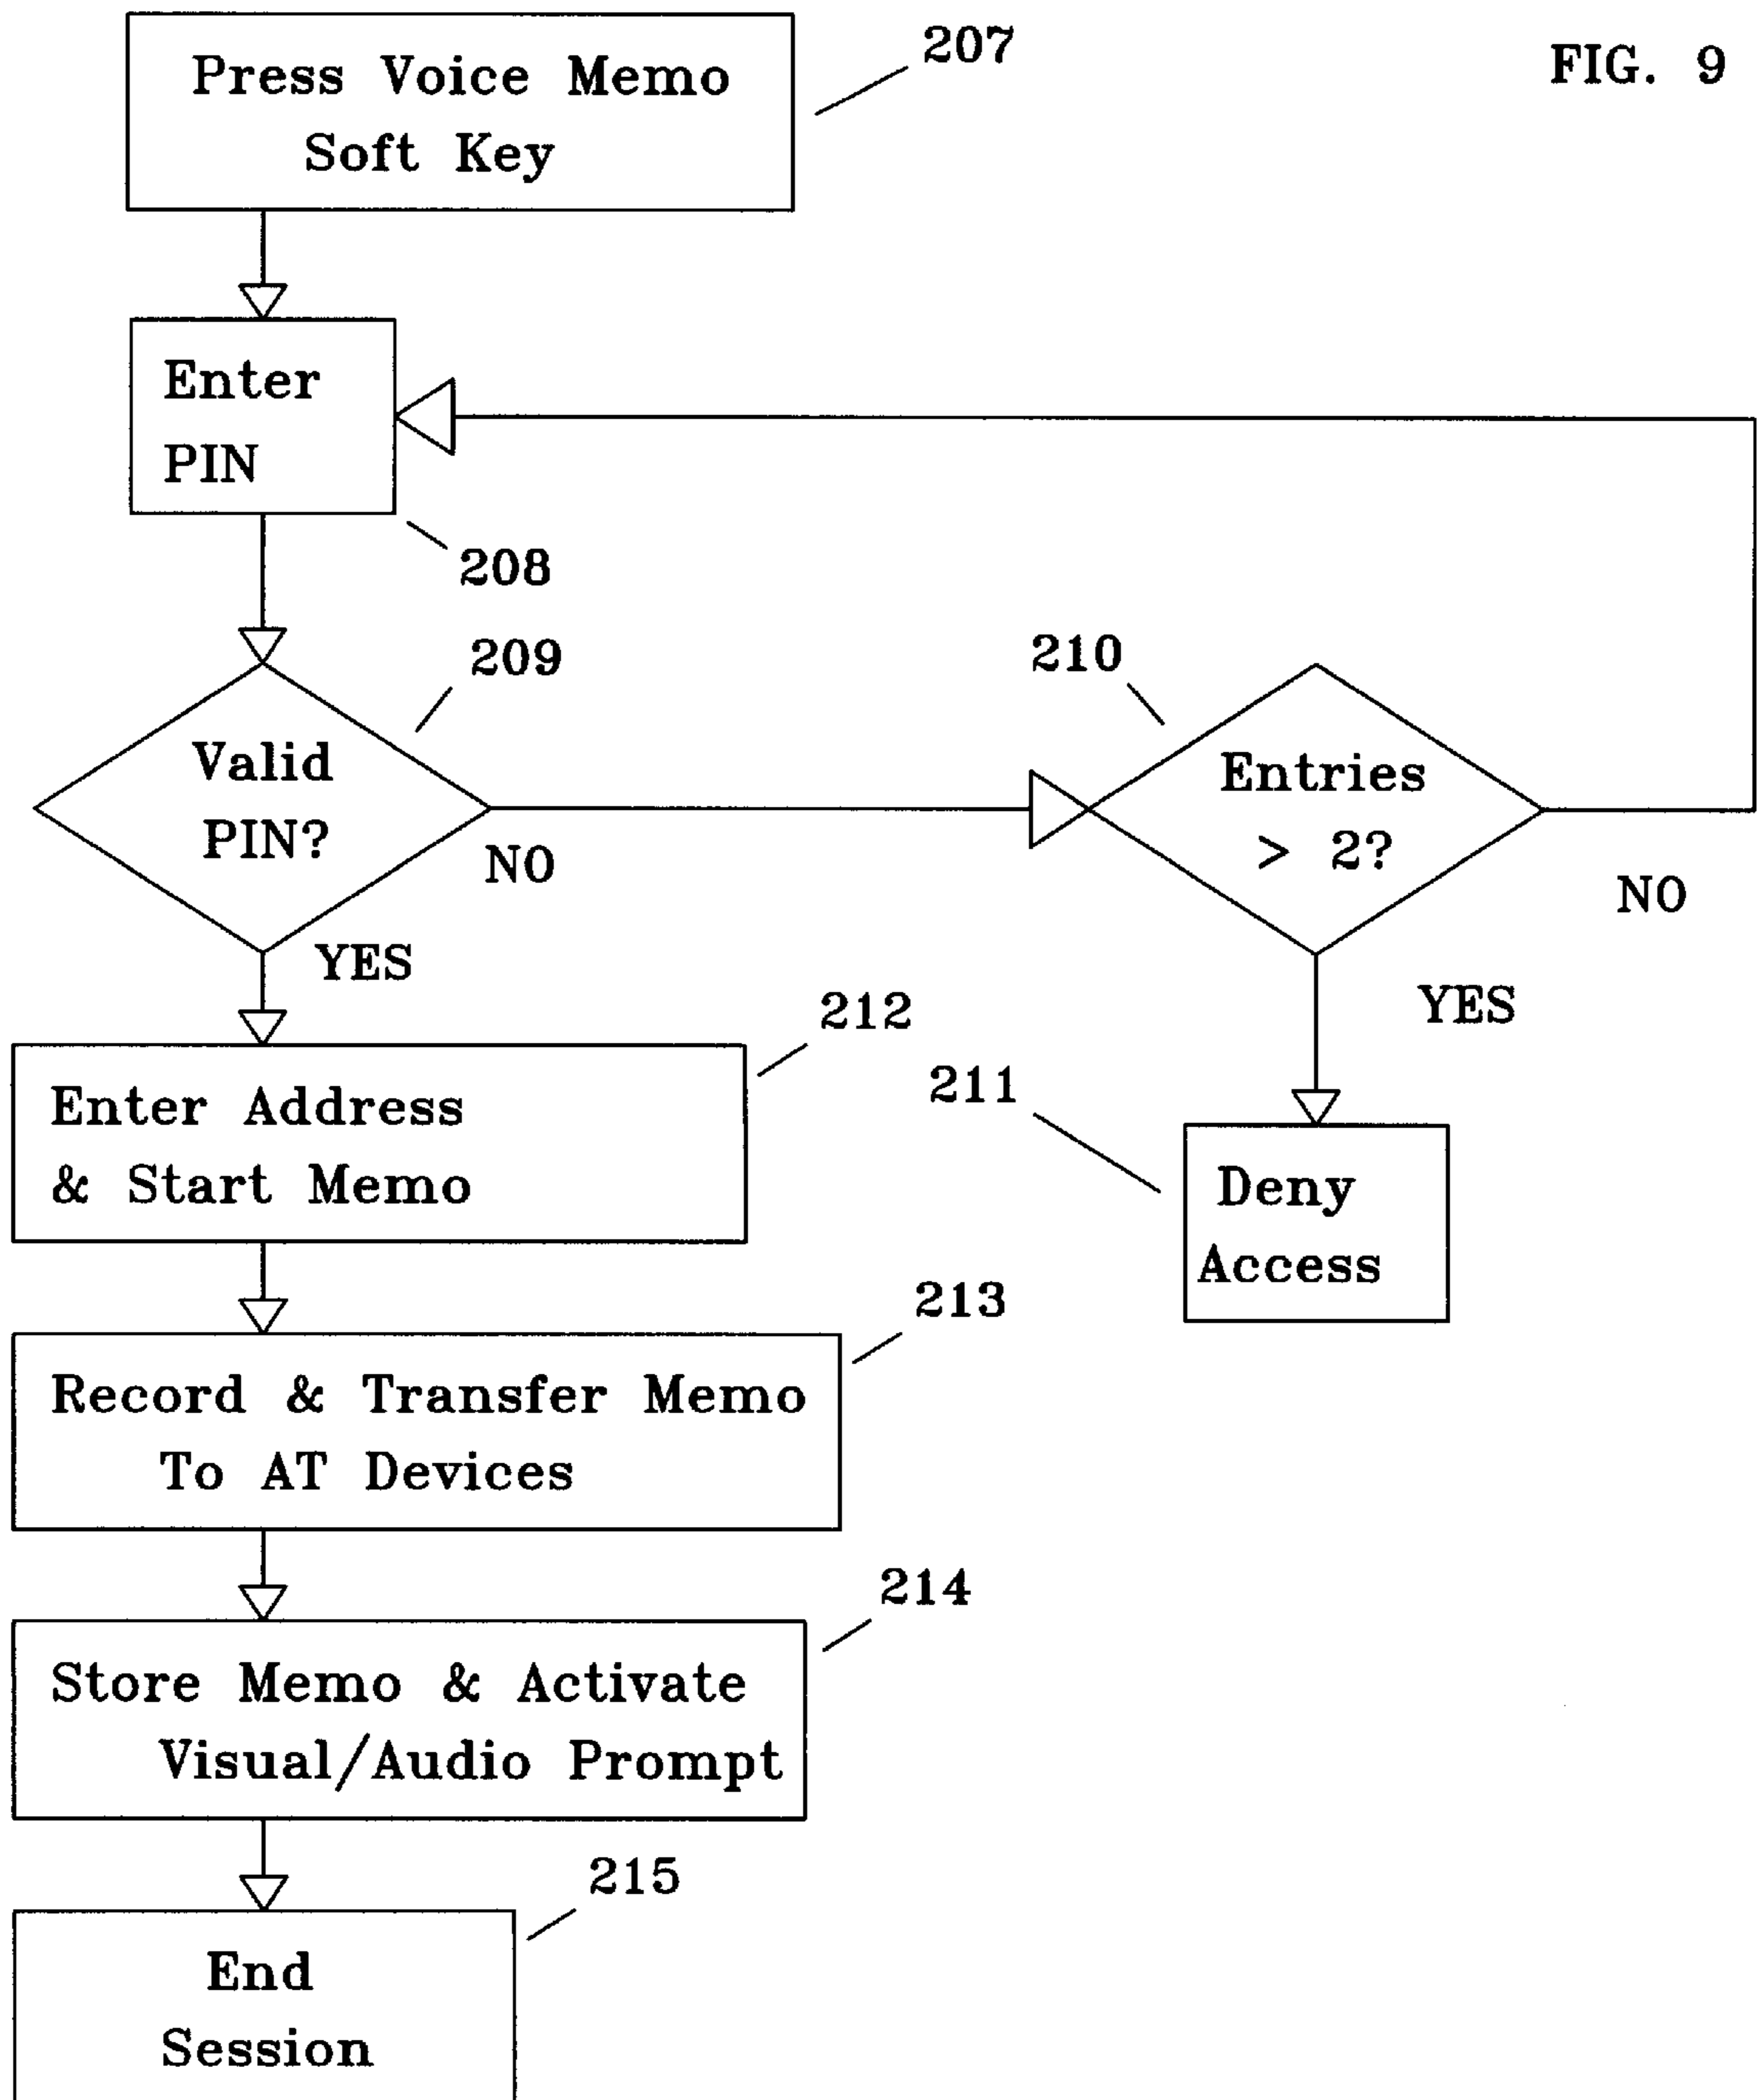 FIG. 9
207
Press Voice Memo
Soft Key
Enter
PIN
208
209
Valid
PIN?
NO
YES
210
Entries
> 2?
NO
YES
211
Deny
Access
212
Enter Address
& Start Memo
213
Record & Transfer Memo
To AT Devices
214
Store Memo & Activate
Visual/Audio Prompt
215
End
Session